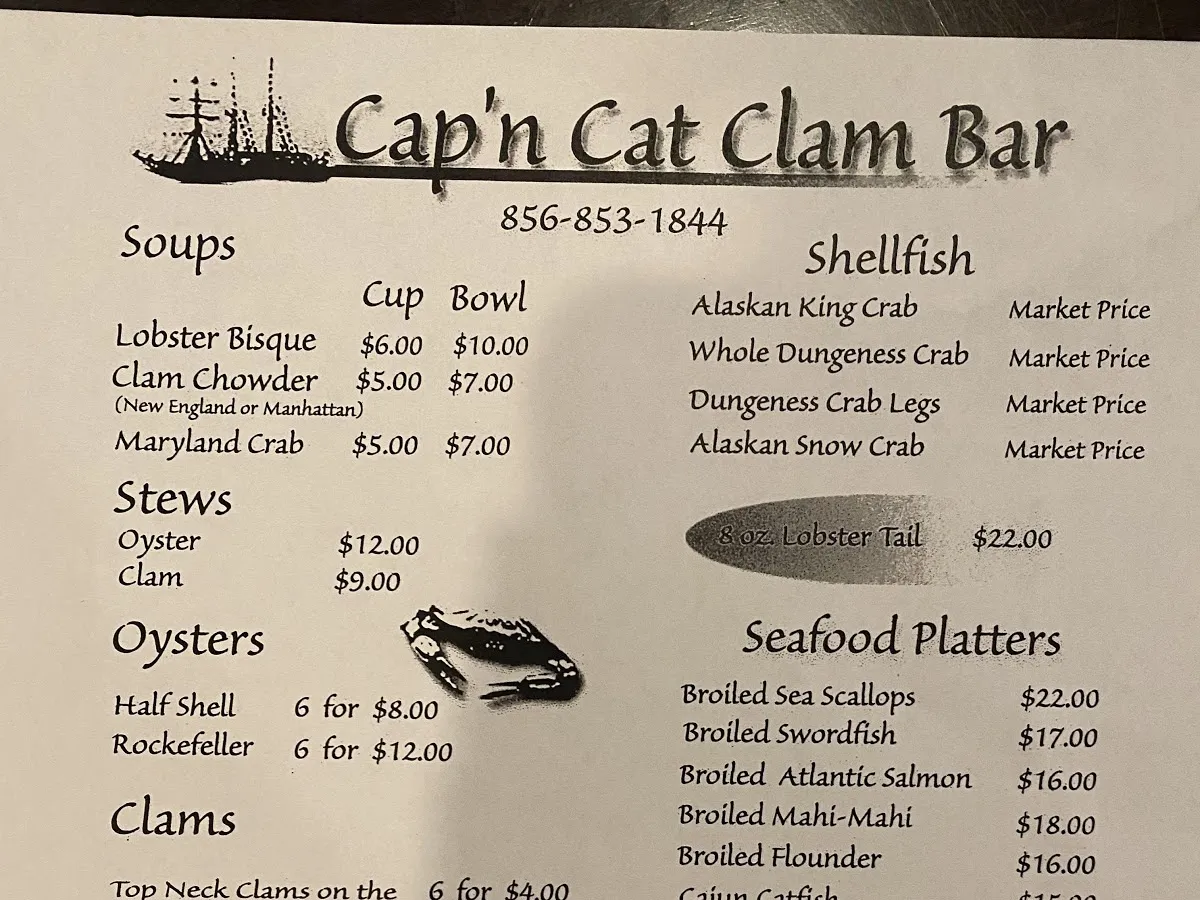 Cap'n Cat Clam Bar
856-853-1844
Soups
Cup Bowl
Lobster Bisque $6.00 $10.00
Clam Chowder $5.00 $7.00
(New England or Manhattan)
Maryland Crab $5.00 $7.00
Stews
Oyster $12.00
Clam $9.00
Oysters
Half Shell 6 for $8.00
Rockefeller 6 for $12.00
Clams
Top Neck Clams on the 6 for $4.00
Shellfish
Alaskan King Crab Market Price
Whole Dungeness Crab Market Price
Dungeness Crab Legs Market Price
Alaskan Snow Crab Market Price
8 oz. Lobster Tail $22.00
Seafood Platters
Broiled Sea Scallops $22.00
Broiled Swordfish $17.00
Broiled Atlantic Salmon $16.00
Broiled Mahi-Mahi $18.00
Broiled Flounder $16.00
Cajun Catfish $15.00